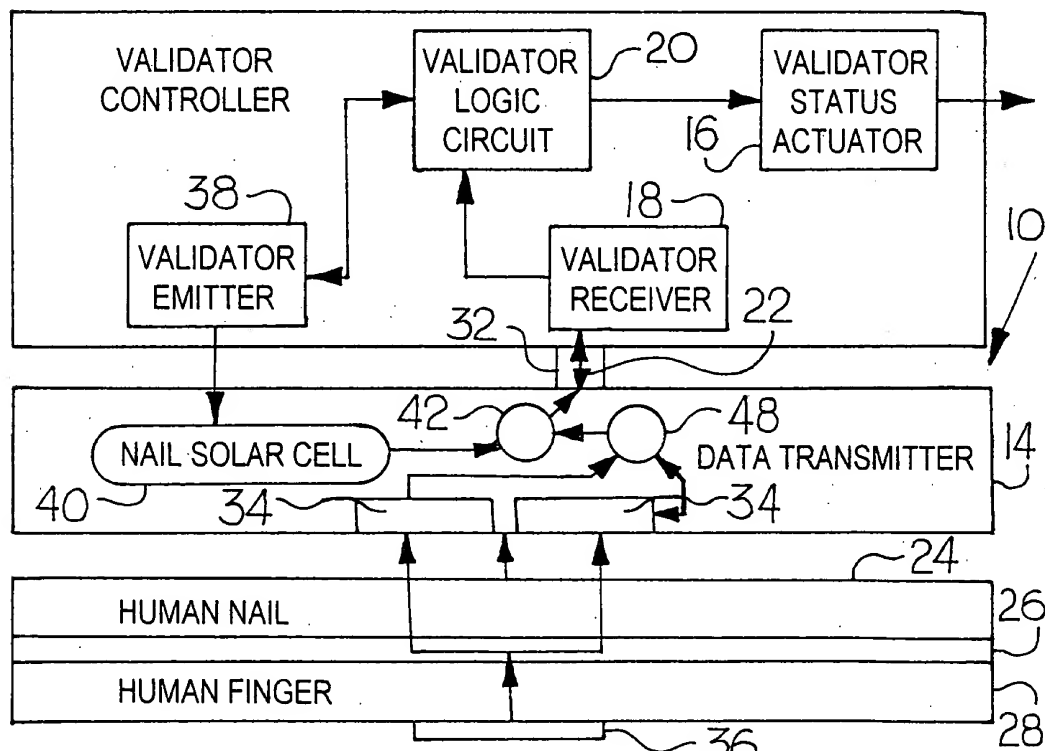 VALIDATOR
CONTROLLER
VALIDATOR
LOGIC
CIRCUIT
20
VALIDATOR
STATUS
ACTUATOR
16
38
VALIDATOR
EMITTER
18
VALIDATOR
RECEIVER
10
32
22
42
48
NAIL SOLAR CELL
DATA TRANSMITTER
14
40
34
34
24
HUMAN NAIL
26
HUMAN FINGER
28
36